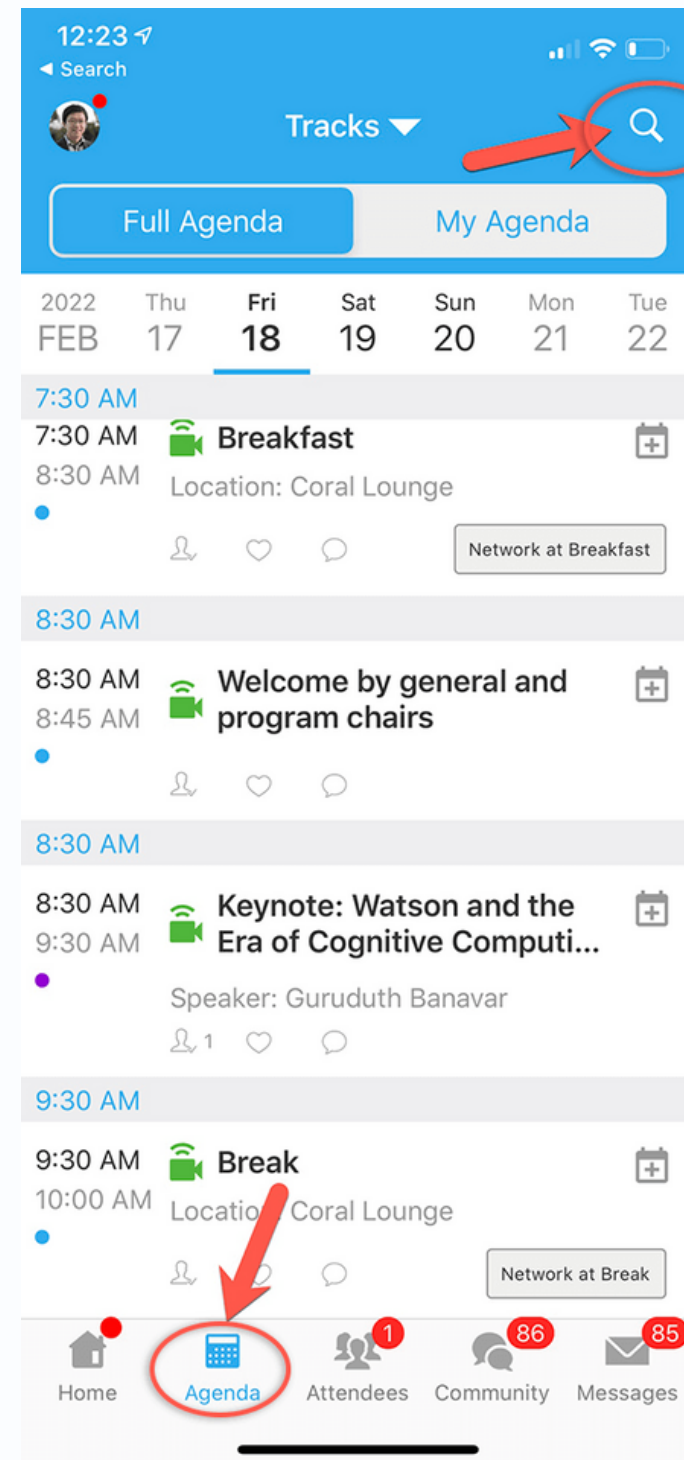 12:23
◀ Search
Tracks
Full Agenda My Agenda
2022 Thu Fri Sat Sun Mon Tue
FEB 17 18 19 20 21 22
7:30 AM
7:30 AM Breakfast
8:30 AM Location: Coral Lounge
Network at Breakfast
8:30 AM
8:30 AM Welcome by general and
8:45 AM program chairs
8:30 AM
8:30 AM Keynote: Watson and the
9:30 AM Era of Cognitive Computi...
Speaker: Guruduth Banavar
1
9:30 AM
9:30 AM Break
10:00 AM Location: Coral Lounge
Network at Break
1 86 85
Home Agenda Attendees Community Messages